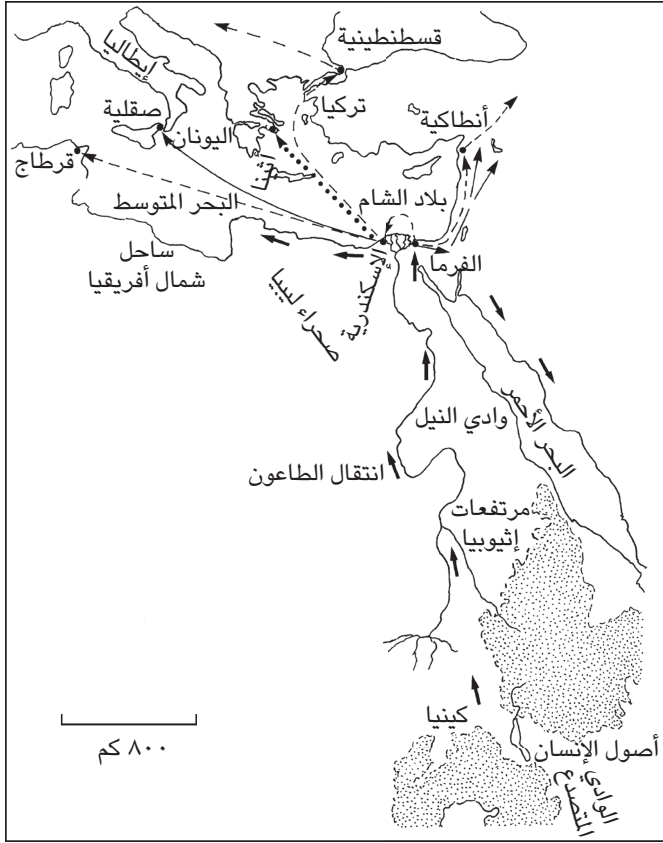 قسطنطينية
إيطاليا
تركيا
أنطاكية
صقلية
اليونان
أثينا
قرطاج
بلاد الشام
البحر المتوسط
ساحل
شمال أفريقيا
الفرما
الإسكندرية
صحراء ليبيا
وادي النيل
البحر الأحمر
انتقال الطاعون
مرتفعات
إثيوبيا
كينيا
أصول الإنسان
الوادي
المتصدع
٨٠٠ كم